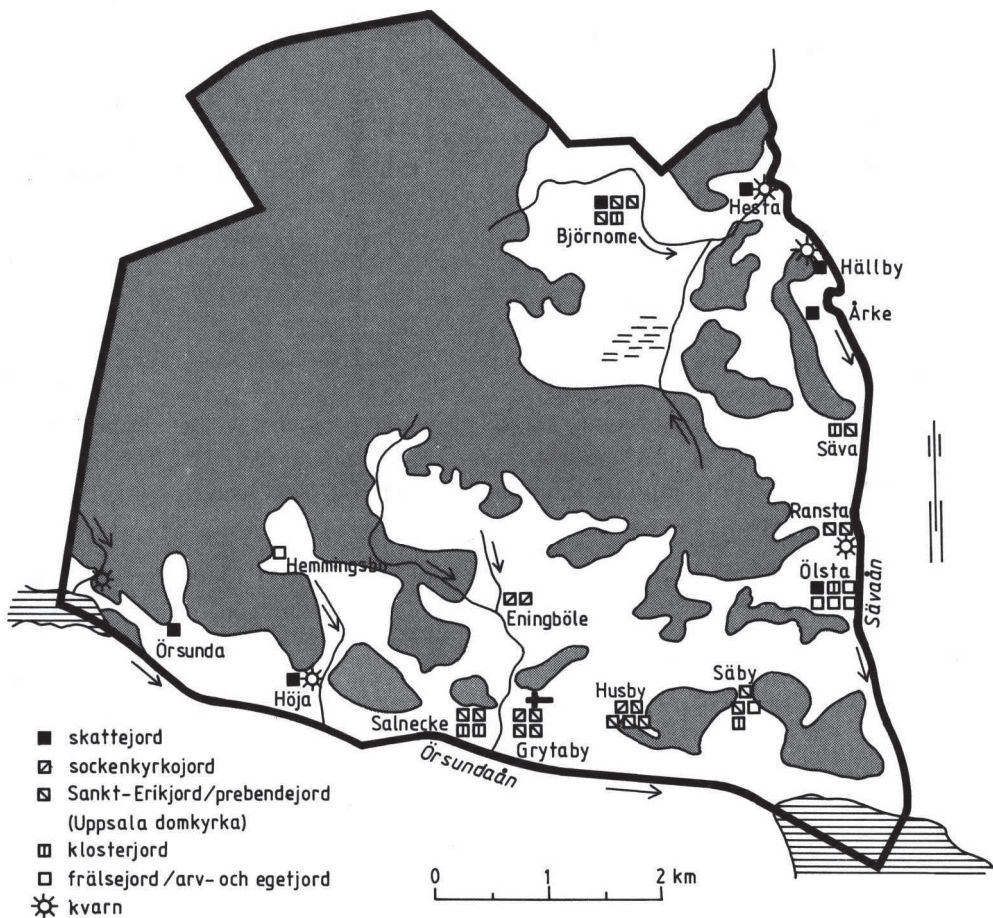 Hesta
Björnome
Hällby
Årke
Säva
Ransta
Hemmingsbo
Ölsta
Sävaån
Eningböle
Örsunda
Säby
Husby
Höja
Salnecke
Grytaby
Örsundaån
skattejord
sockenkyrkojord
Sankt-Erikjord/prebendejord
(Uppsala domkyrka)
klosterjord
frälsejord/arv- och egetjord
kvarn
0 1 2 km